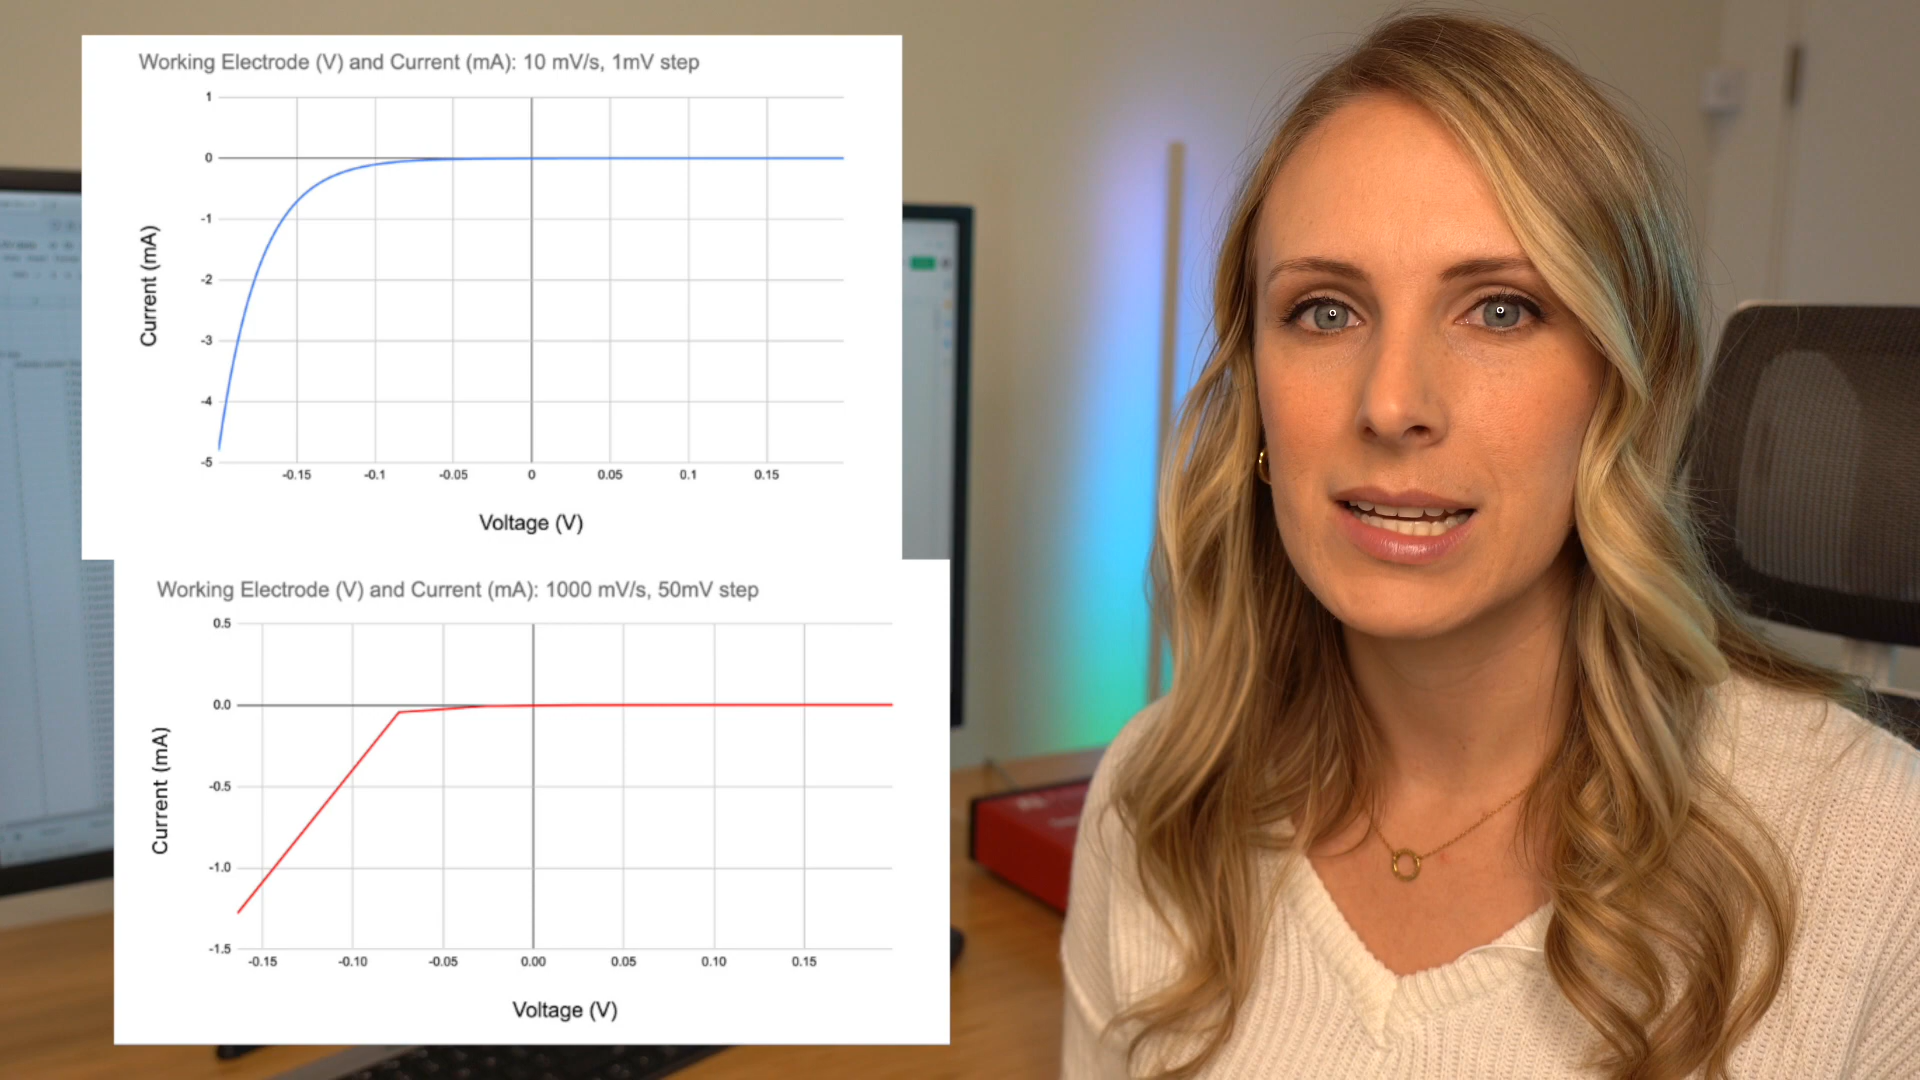 Working Electrode (V) and Current (mA): 10 mV/s, 1mV step
1
0
-1
-2
-3
-4
-5
Current (mA)
-0.15 -0.1 -0.05 0 0.05 0.1 0.15
Voltage (V)
Working Electrode (V) and Current (mA): 1000 mV/s, 50mV step
0.5
0.0
-0.5
-1.0
-1.5
Current (mA)
-0.15 -0.10 -0.05 0.00 0.05 0.10 0.15
Voltage (V)